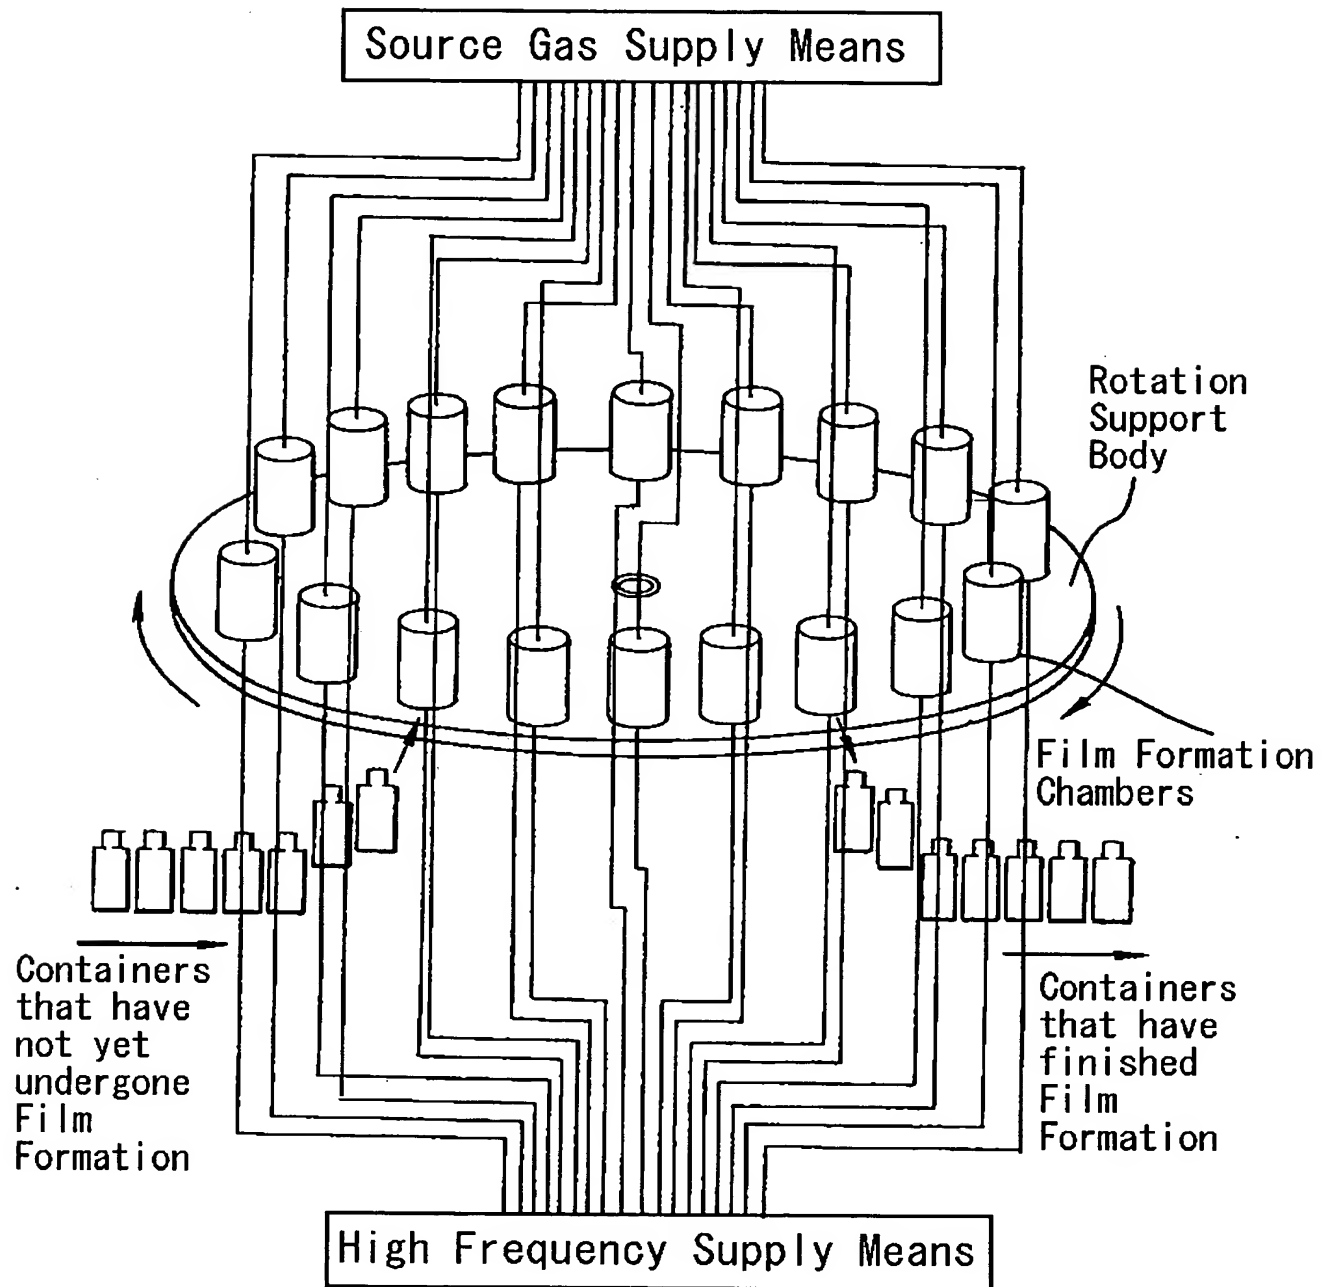 Source Gas Supply Means
Rotation
Support
Body
Film Formation
Chambers
Containers
that have
not yet
undergone
Film
Formation
Containers
that have
finished
Film
Formation
High Frequency Supply Means